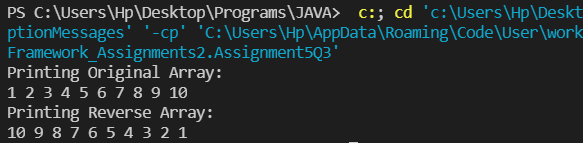 PS C:\Users\Hp\Desktop\Programs\JAVA>  c:; cd 'c:\Users\Hp\Deskt
ptionMessages' '-cp' 'C:\Users\Hp\AppData\Roaming\Code\User\work
Framework_Assignments2.Assignment5Q3'
Printing Original Array:
1 2 3 4 5 6 7 8 9 10
Printing Reverse Array:
10 9 8 7 6 5 4 3 2 1